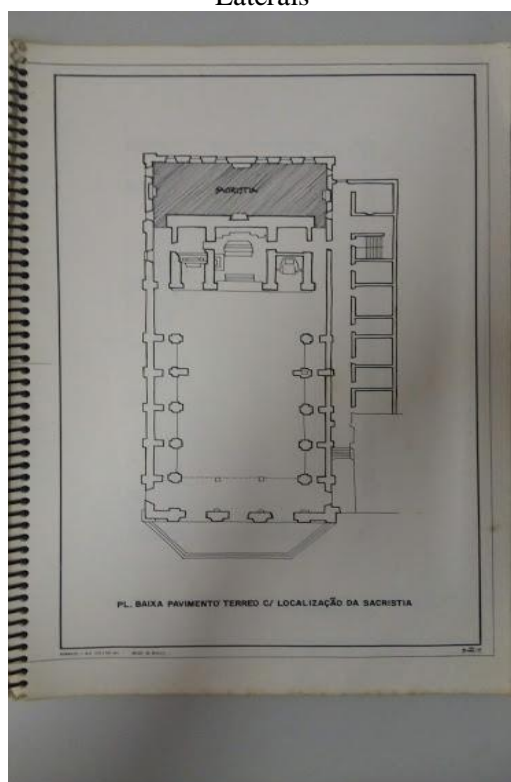 Laterais
SACRISTIA
PL. BAIXA PAVIMENTO TERREO C/ LOCALIZAÇÃO DA SACRISTIA